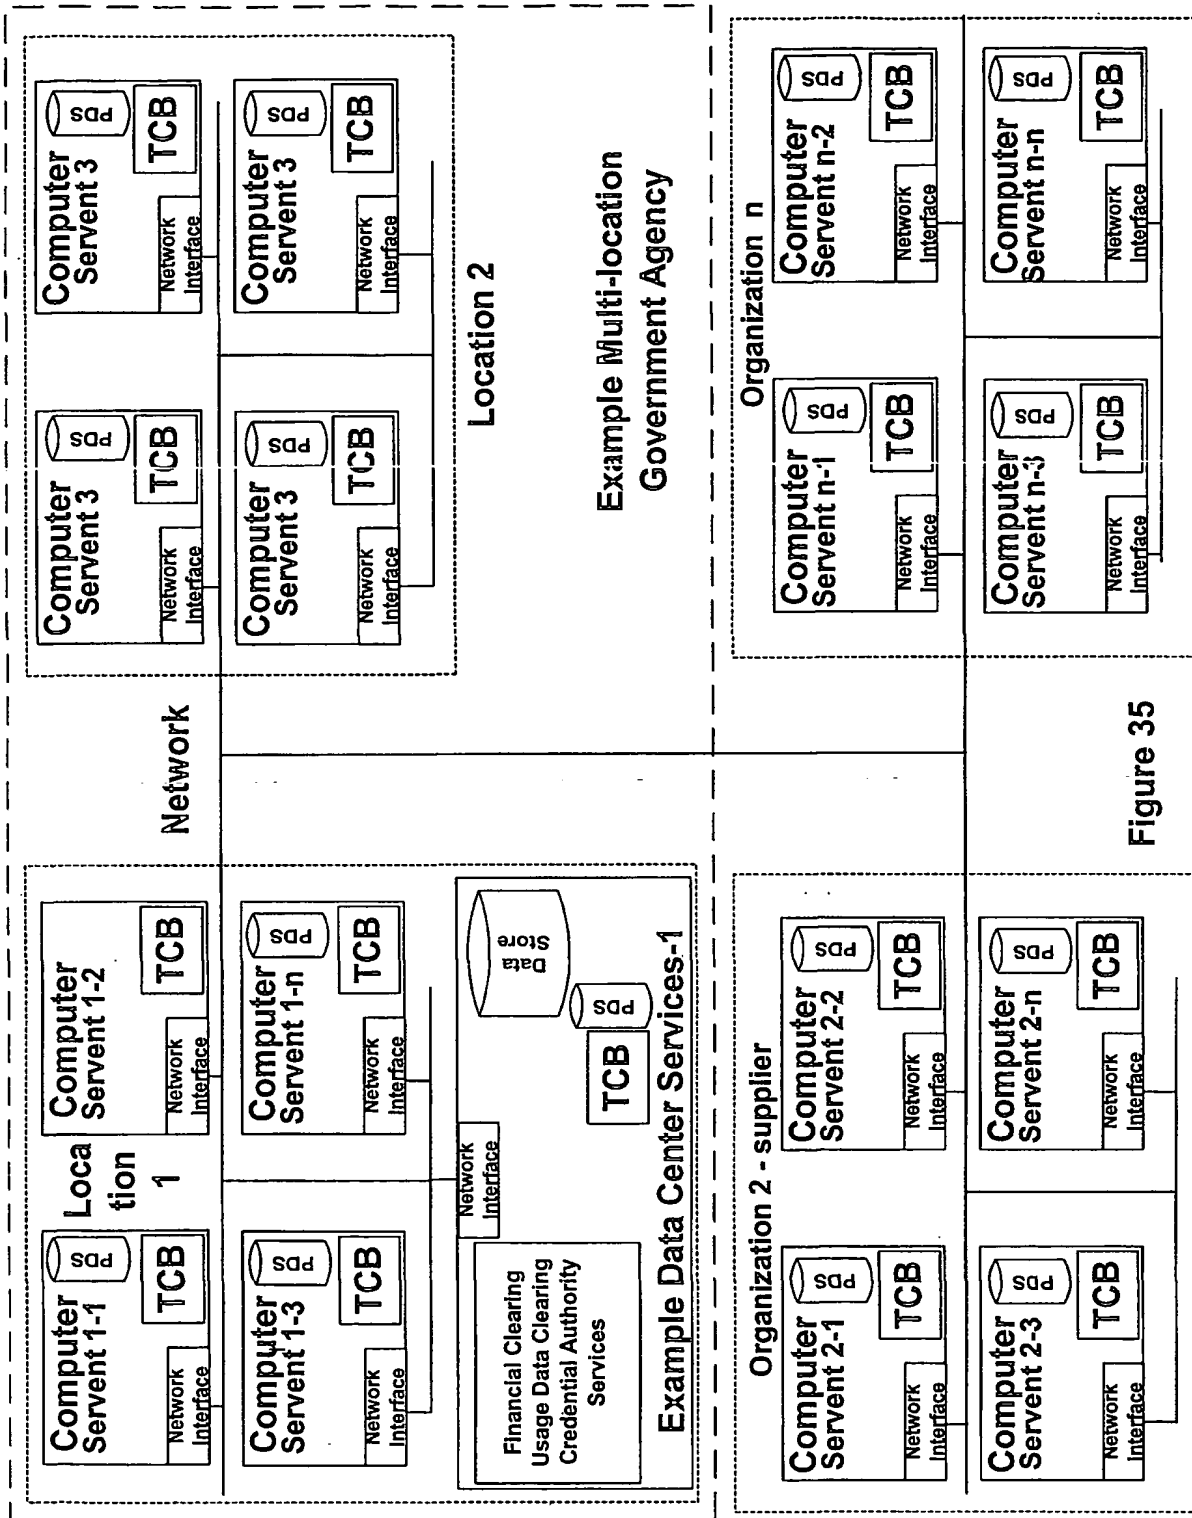 Computer
Servent 1-1
PDS
TCB
Network
Interface
Loca
tion
1
Computer
Servent 1-2
TCB
Network
Interface
Network
Computer
Servent 3
PDS
TCB
Network
Interface
Computer
Servent 3
PDS
TCB
Network
Interface
Computer
Servent 1-3
PDS
TCB
Network
Interface
Computer
Servent 1-n
PDS
TCB
Network
Interface
Computer
Servent 3
PDS
TCB
Network
Interface
Computer
Servent 3
PDS
TCB
Network
Interface
Location 2
Network
Interface
Financial Clearing
Usage Data Clearing
Credential Authority
Services
TCB
PDS
Data
Store
Example Data Center Services-1
Example Multi-location
Government Agency
Organization 2 - supplier
Computer
Servent 2-1
PDS
TCB
Network
Interface
Computer
Servent 2-2
PDS
TCB
Network
Interface
Computer
Servent 2-3
PDS
TCB
Network
Interface
Computer
Servent 2-n
PDS
TCB
Network
Interface
Organization n
Computer
Servent n-1
PDS
TCB
Network
Interface
Computer
Servent n-2
PDS
TCB
Network
Interface
Computer
Servent n-3
PDS
TCB
Network
Interface
Computer
Servent n-n
PDS
TCB
Network
Interface
Figure 35